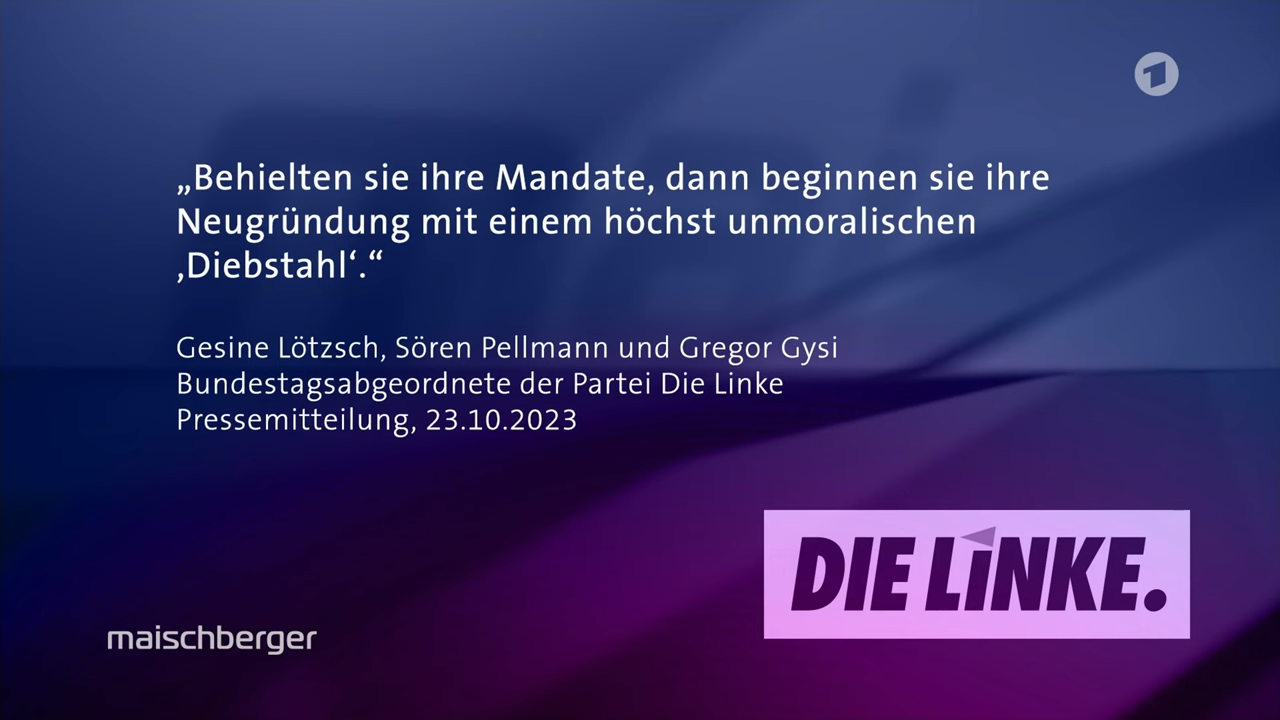 „Behielten sie ihre Mandate, dann beginnen sie ihre
Neugründung mit einem höchst unmoralischen
‚Diebstahl‘.“
Gesine Lötzsch, Sören Pellmann und Gregor Gysi
Bundestagsabgeordnete der Partei Die Linke
Pressemitteilung, 23.10.2023
DIE LINKE.
maischberger